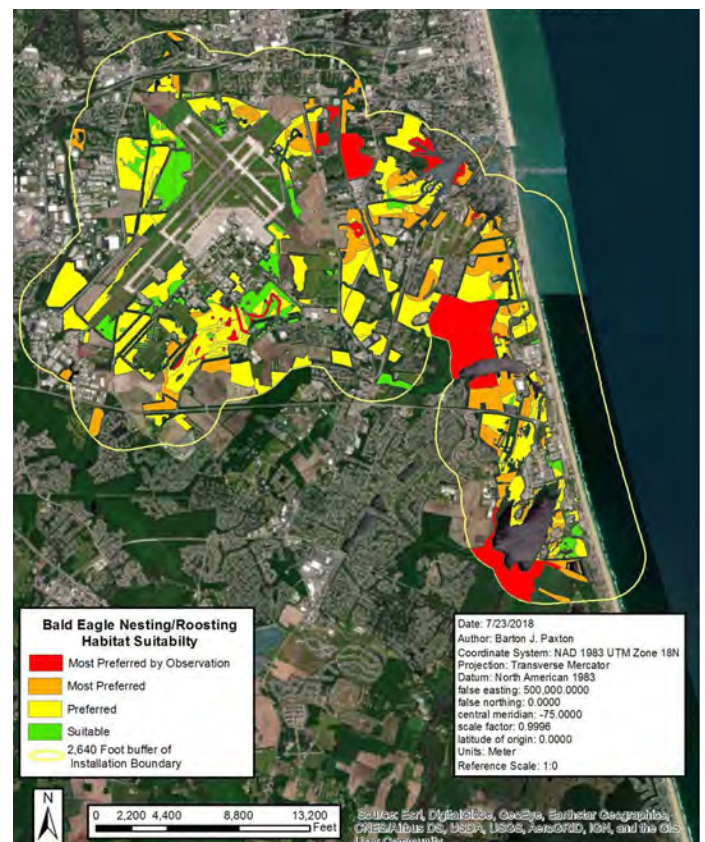 Bald Eagle Nesting/Roosting
Habitat Suitabilty
Most Preferred by Observation
Most Preferred
Preferred
Suitable
2,640 Foot buffer of
Installation Boundary
Date: 7/23/2018
Author: Barton J. Paxton
Coordinate System: NAD 1983 UTM Zone 18N
Projection: Transverse Mercator
Datum: North American 1983
false easting: 500,000.0000
false northing: 0.0000
central meridian: -75.0000
scale factor: 0.9996
latitude of origin: 0.0000
Units: Meter
Reference Scale: 1:0
N
0 2,200 4,400 8,800 13,200
Feet
Source: Esri, DigitalGlobe, GeoEye, Earthstar Geographics,
CNES/Airbus DS, USDA, USGS, AeroGRID, IGN, and the GIS
User Community